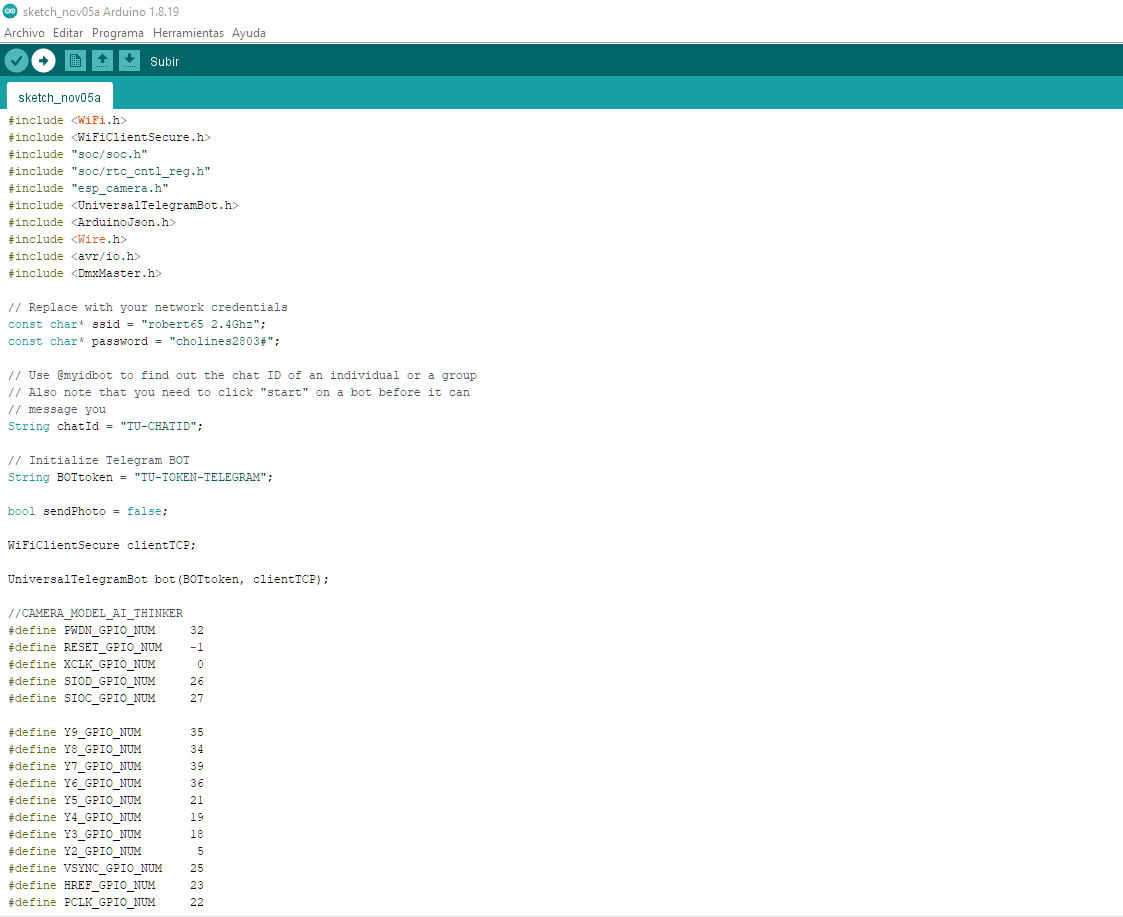 sketch_nov05a Arduino 1.8.19
Archivo Editar Programa Herramientas Ayuda
Subir
sketch_nov05a
#include <WiFi.h>
#include <WiFiClientSecure.h>
#include "soc/soc.h"
#include "soc/rtc_cntl_reg.h"
#include "esp_camera.h"
#include <UniversalTelegramBot.h>
#include <ArduinoJson.h>
#include <Wire.h>
#include <avr/io.h>
#include <DmxMaster.h>
// Replace with your network credentials
const char* ssid = "robert65 2.4Ghz";
const char* password = "cholines2803#";
// Use @myidbot to find out the chat ID of an individual or a group
// Also note that you need to click "start" on a bot before it can
// message you
String chatId = "TU-CHATID";
// Initialize Telegram BOT
String BOTtoken = "TU-TOKEN-TELEGRAM";
bool sendPhoto = false;
WiFiClientSecure clientTCP;
UniversalTelegramBot bot(BOTtoken, clientTCP);
//CAMERA_MODEL_AI_THINKER
#define PWDN_GPIO_NUM     32
#define RESET_GPIO_NUM    -1
#define XCLK_GPIO_NUM      0
#define SIOD_GPIO_NUM     26
#define SIOC_GPIO_NUM     27
#define Y9_GPIO_NUM       35
#define Y8_GPIO_NUM       34
#define Y7_GPIO_NUM       39
#define Y6_GPIO_NUM       36
#define Y5_GPIO_NUM       21
#define Y4_GPIO_NUM       19
#define Y3_GPIO_NUM       18
#define Y2_GPIO_NUM        5
#define VSYNC_GPIO_NUM    25
#define HREF_GPIO_NUM     23
#define PCLK_GPIO_NUM     22